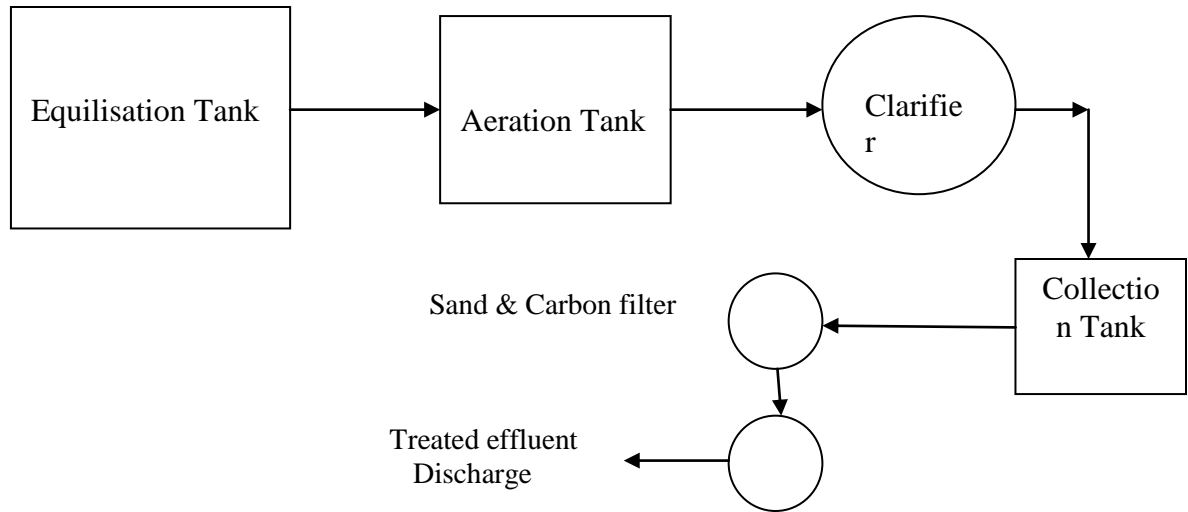 Equilisation Tank
Aeration Tank
Clarifie
r
Collectio
n Tank
Sand & Carbon filter
Treated effluent
Discharge